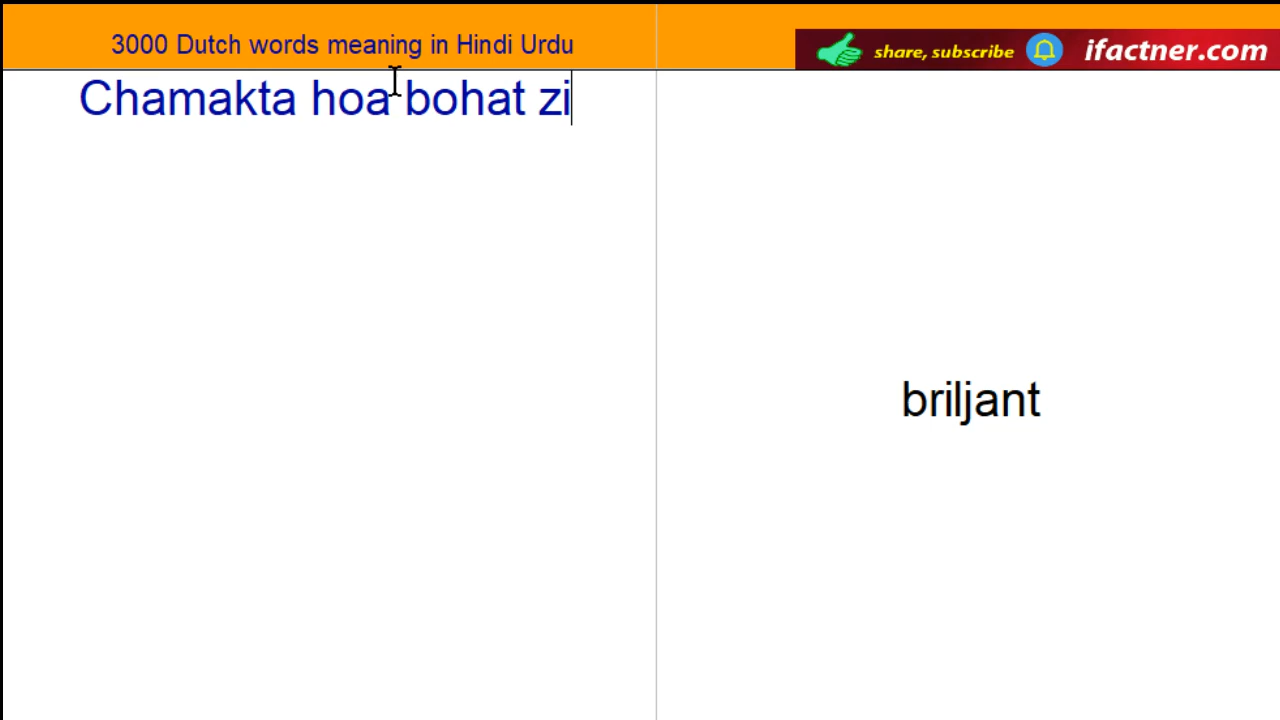 3000 Dutch words meaning in Hindi Urdu
share, subscribe
ifactner.com
Chamakta hoa bohat zi
briljant